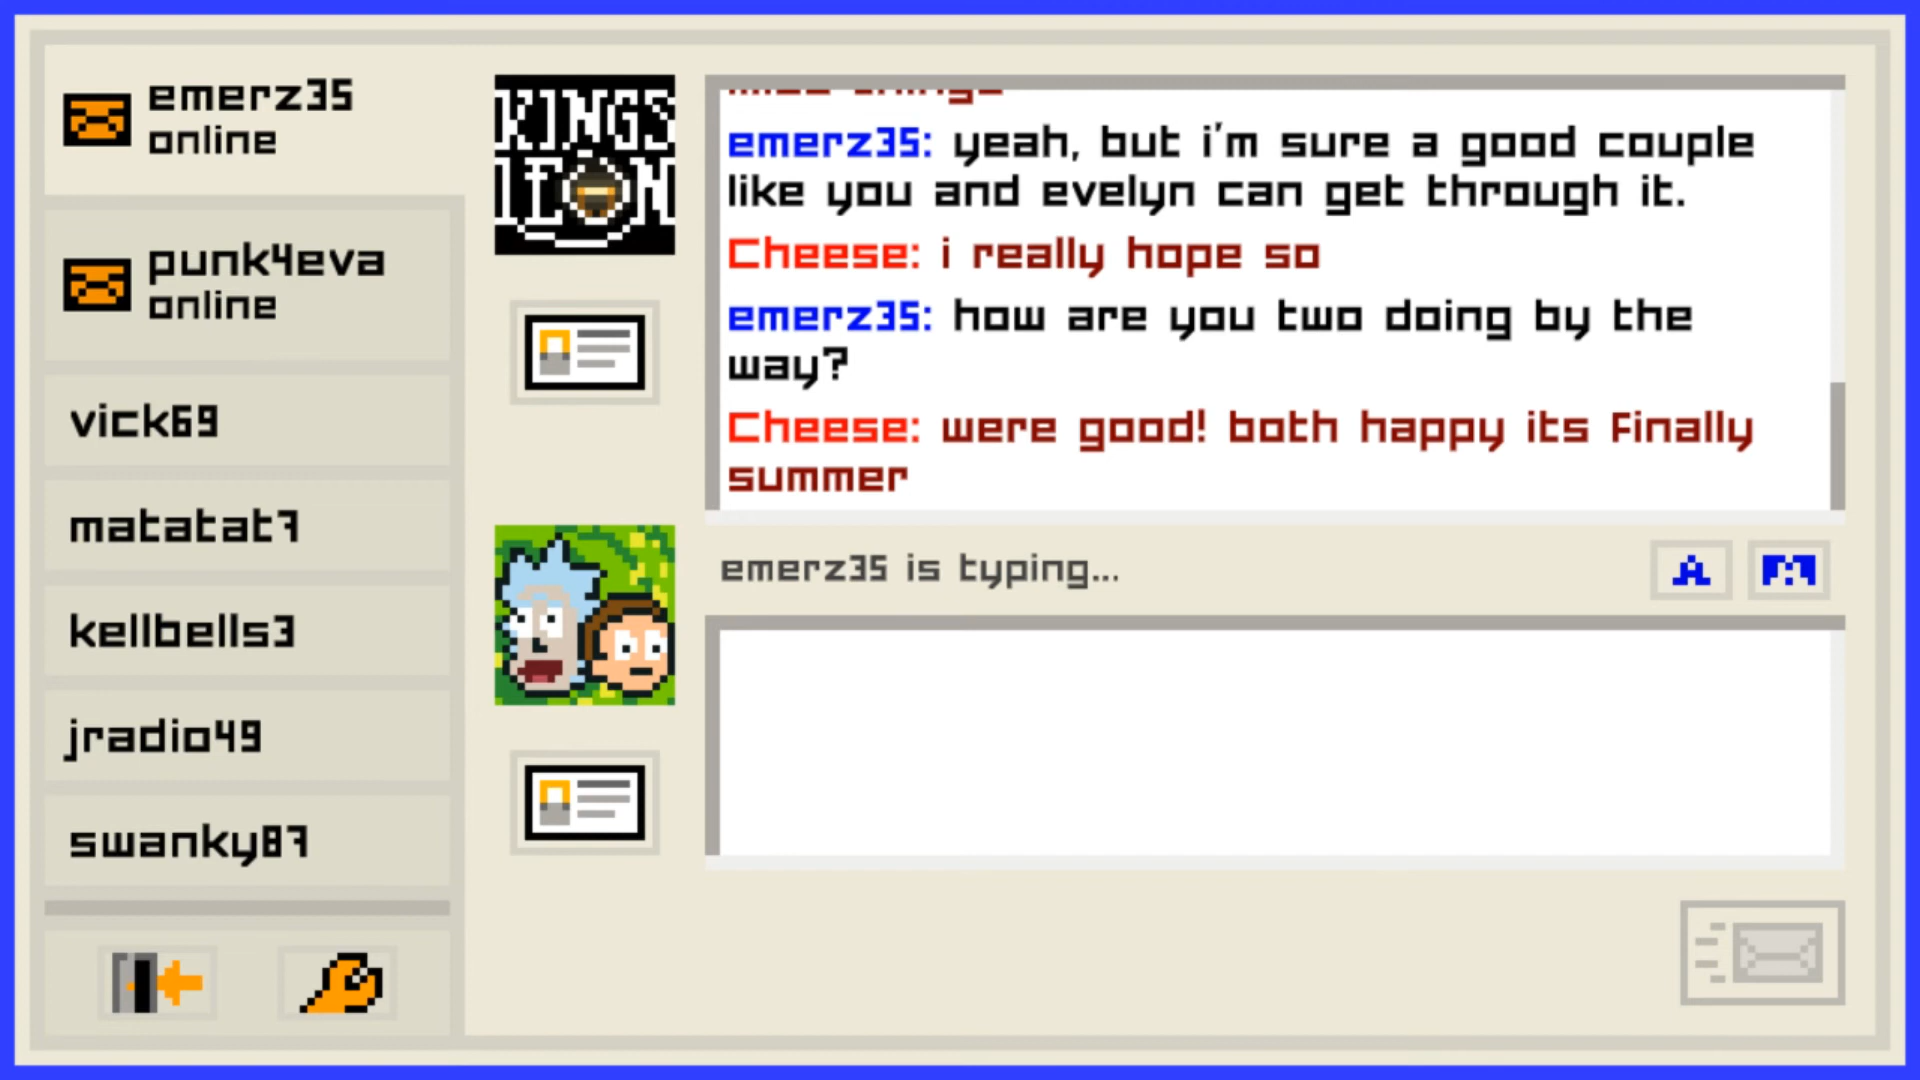 emerz35
online
punk4eva
online
vick69
matatat7
kellbells3
jradio49
swanky87
KINGS
emerz35: yeah, but i'm sure a good couple
like you and evelyn can get through it.
Cheese: i really hope so
emerz35: how are you two doing by the
way?
Cheese: were good! both happy its finally
summer
emerz35 is typing...
A